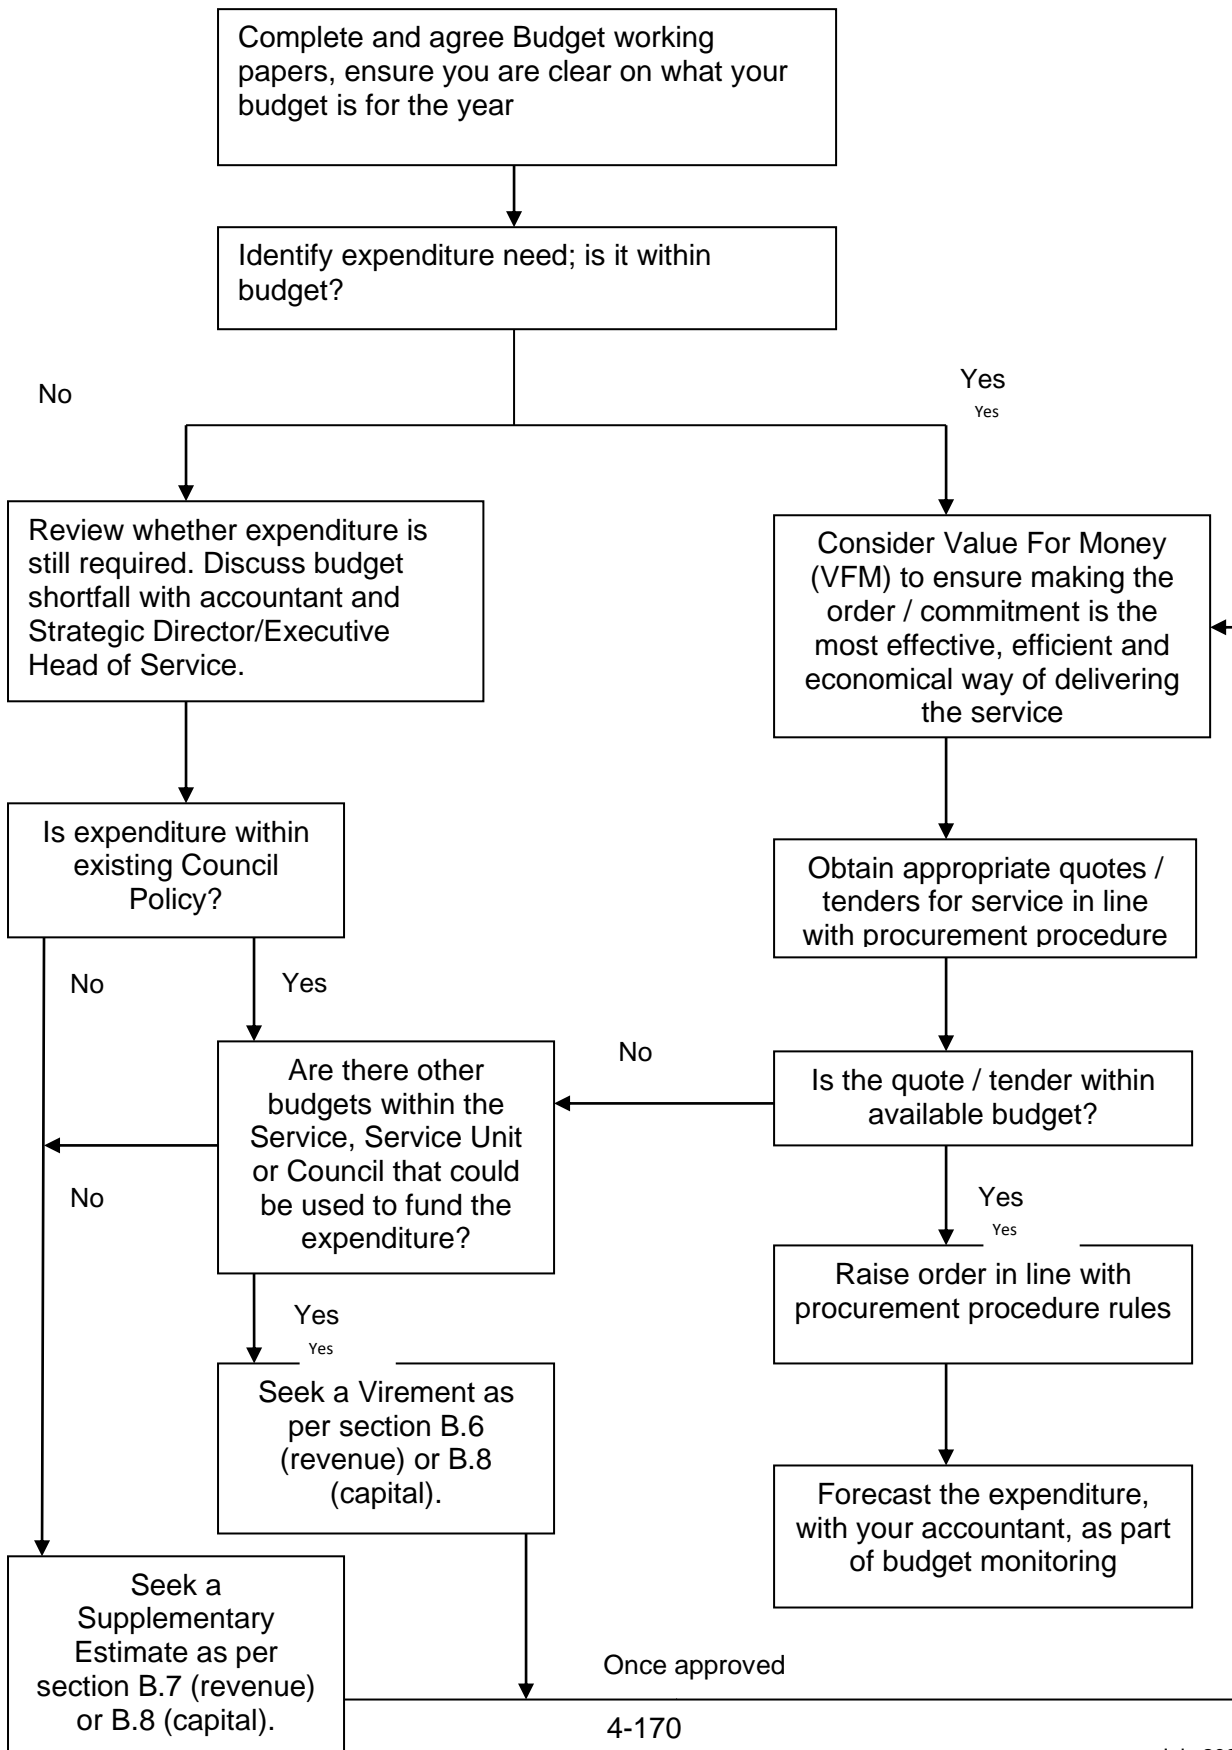 Complete and agree Budget working
papers, ensure you are clear on what your
budget is for the year
Identify expenditure need; is it within
budget?
No
Yes
Yes
Review whether expenditure is
still required. Discuss budget
shortfall with accountant and
Strategic Director/Executive
Head of Service.
Consider Value For Money
(VFM) to ensure making the
order / commitment is the
most effective, efficient and
economical way of delivering
the service
Is expenditure within
existing Council
Policy?
Obtain appropriate quotes /
tenders for service in line
with procurement procedure
No
Yes
Are there other
budgets within the
Service, Service Unit
or Council that could
be used to fund the
expenditure?
No
Is the quote / tender within
available budget?
No
Yes
Yes
Raise order in line with
procurement procedure rules
Yes
Yes
Seek a Virement as
per section B.6
(revenue) or B.8
(capital).
Forecast the expenditure,
with your accountant, as part
of budget monitoring
Seek a
Supplementary
Estimate as per
section B.7 (revenue)
or B.8 (capital).
Once approved
4-170